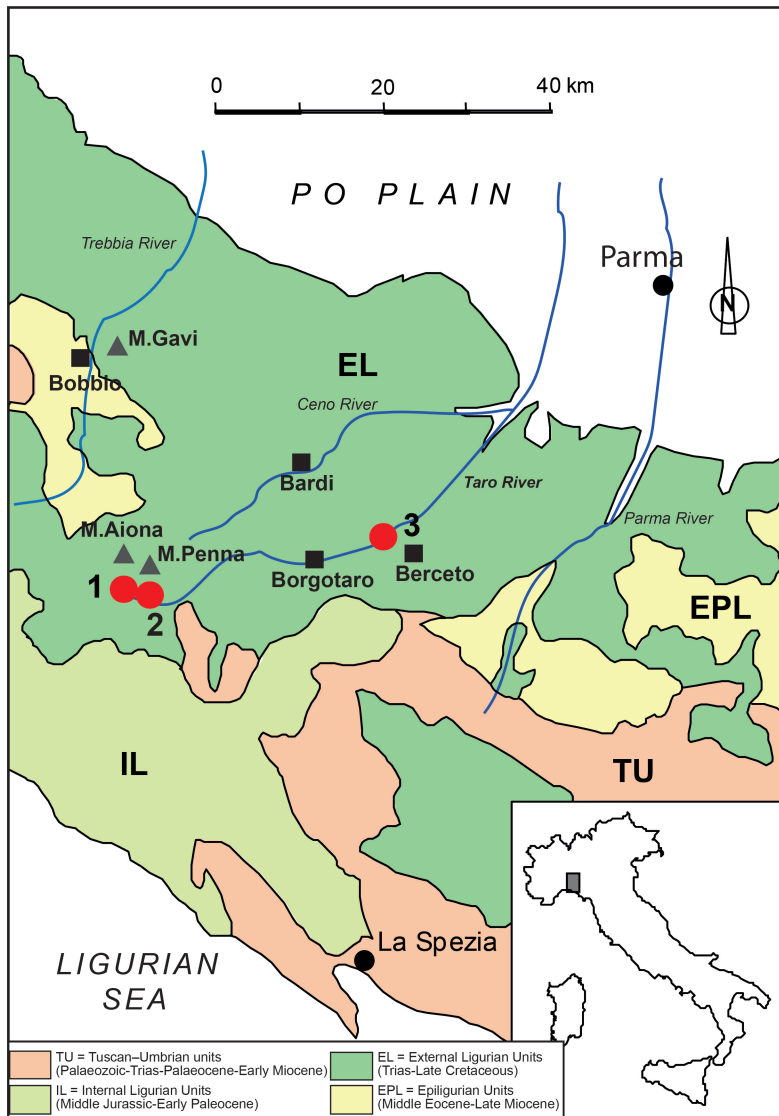 0 20 40 km
PO PLAIN
Trebbia River
Parma
N
M.Gavi
Bobbio
EL
Ceno River
Bardi
Taro River
3
M.Aiona
M.Penna
Parma River
1
2
Borgotaro
Berceto
EPL
IL
TU
La Spezia
LIGURIAN
SEA
TU = Tuscan–Umbrian units
(Palaeozoic-Trias-Palaeocene-Early Miocene)
EL = External Ligurian Units
(Trias-Late Cretaceous)
IL = Internal Ligurian Units
(Middle Jurassic-Early Paleocene)
EPL = Epiligurian Units
(Middle Eocene-Late Miocene)